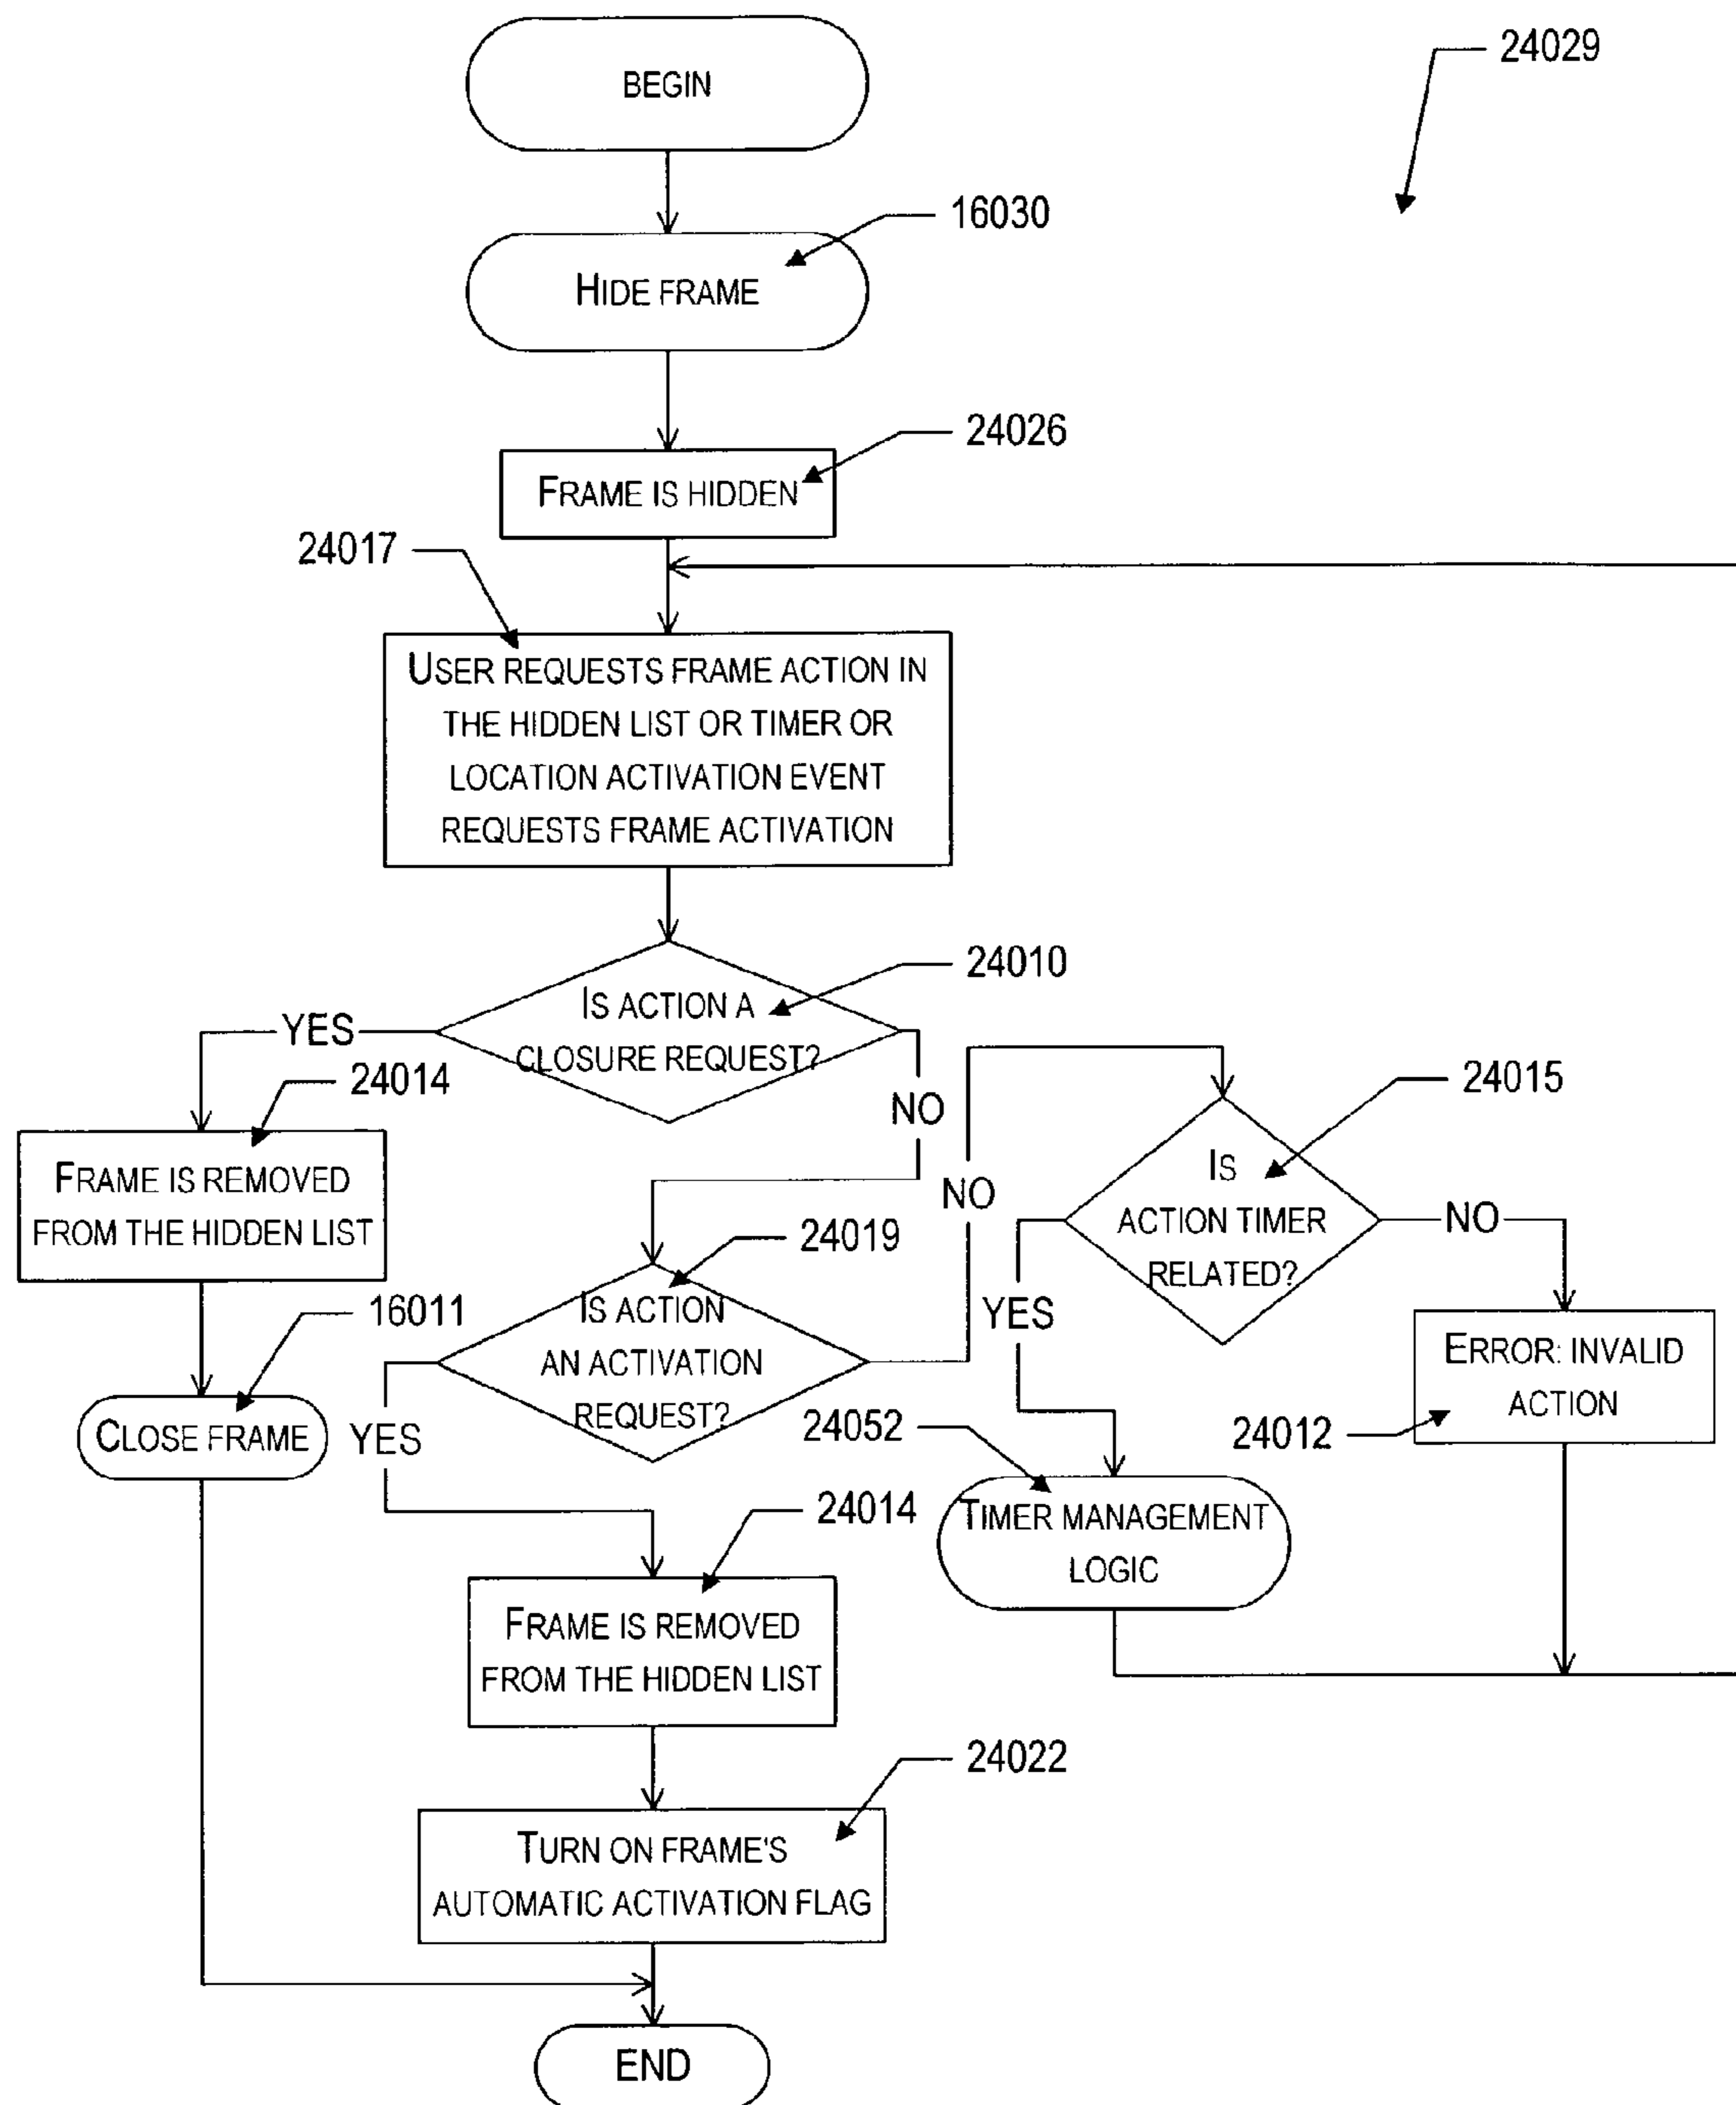 BEGIN
24029
16030
HIDE FRAME
24026
FRAME IS HIDDEN
24017
USER REQUESTS FRAME ACTION IN
THE HIDDEN LIST OR TIMER OR
LOCATION ACTIVATION EVENT
REQUESTS FRAME ACTIVATION
24010
IS ACTION A
CLOSURE REQUEST?
YES
NO
24014
FRAME IS REMOVED
FROM THE HIDDEN LIST
16011
CLOSE FRAME
24019
IS ACTION
AN ACTIVATION
REQUEST?
YES
NO
24015
IS
ACTION TIMER
RELATED?
YES
NO
ERROR: INVALID
ACTION
24012
24052
TIMER MANAGEMENT
LOGIC
24014
FRAME IS REMOVED
FROM THE HIDDEN LIST
24022
TURN ON FRAME'S
AUTOMATIC ACTIVATION FLAG
END